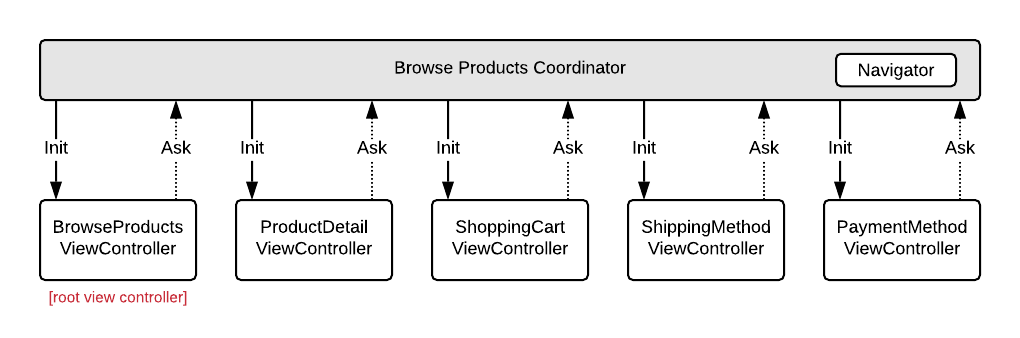 Browse Products Coordinator
Navigator
Init
Ask
Init
Ask
Init
Ask
Init
Ask
Init
Ask
BrowseProducts
ViewController
ProductDetail
ViewController
ShoppingCart
ViewController
ShippingMethod
ViewController
PaymentMethod
ViewController
[root view controller]